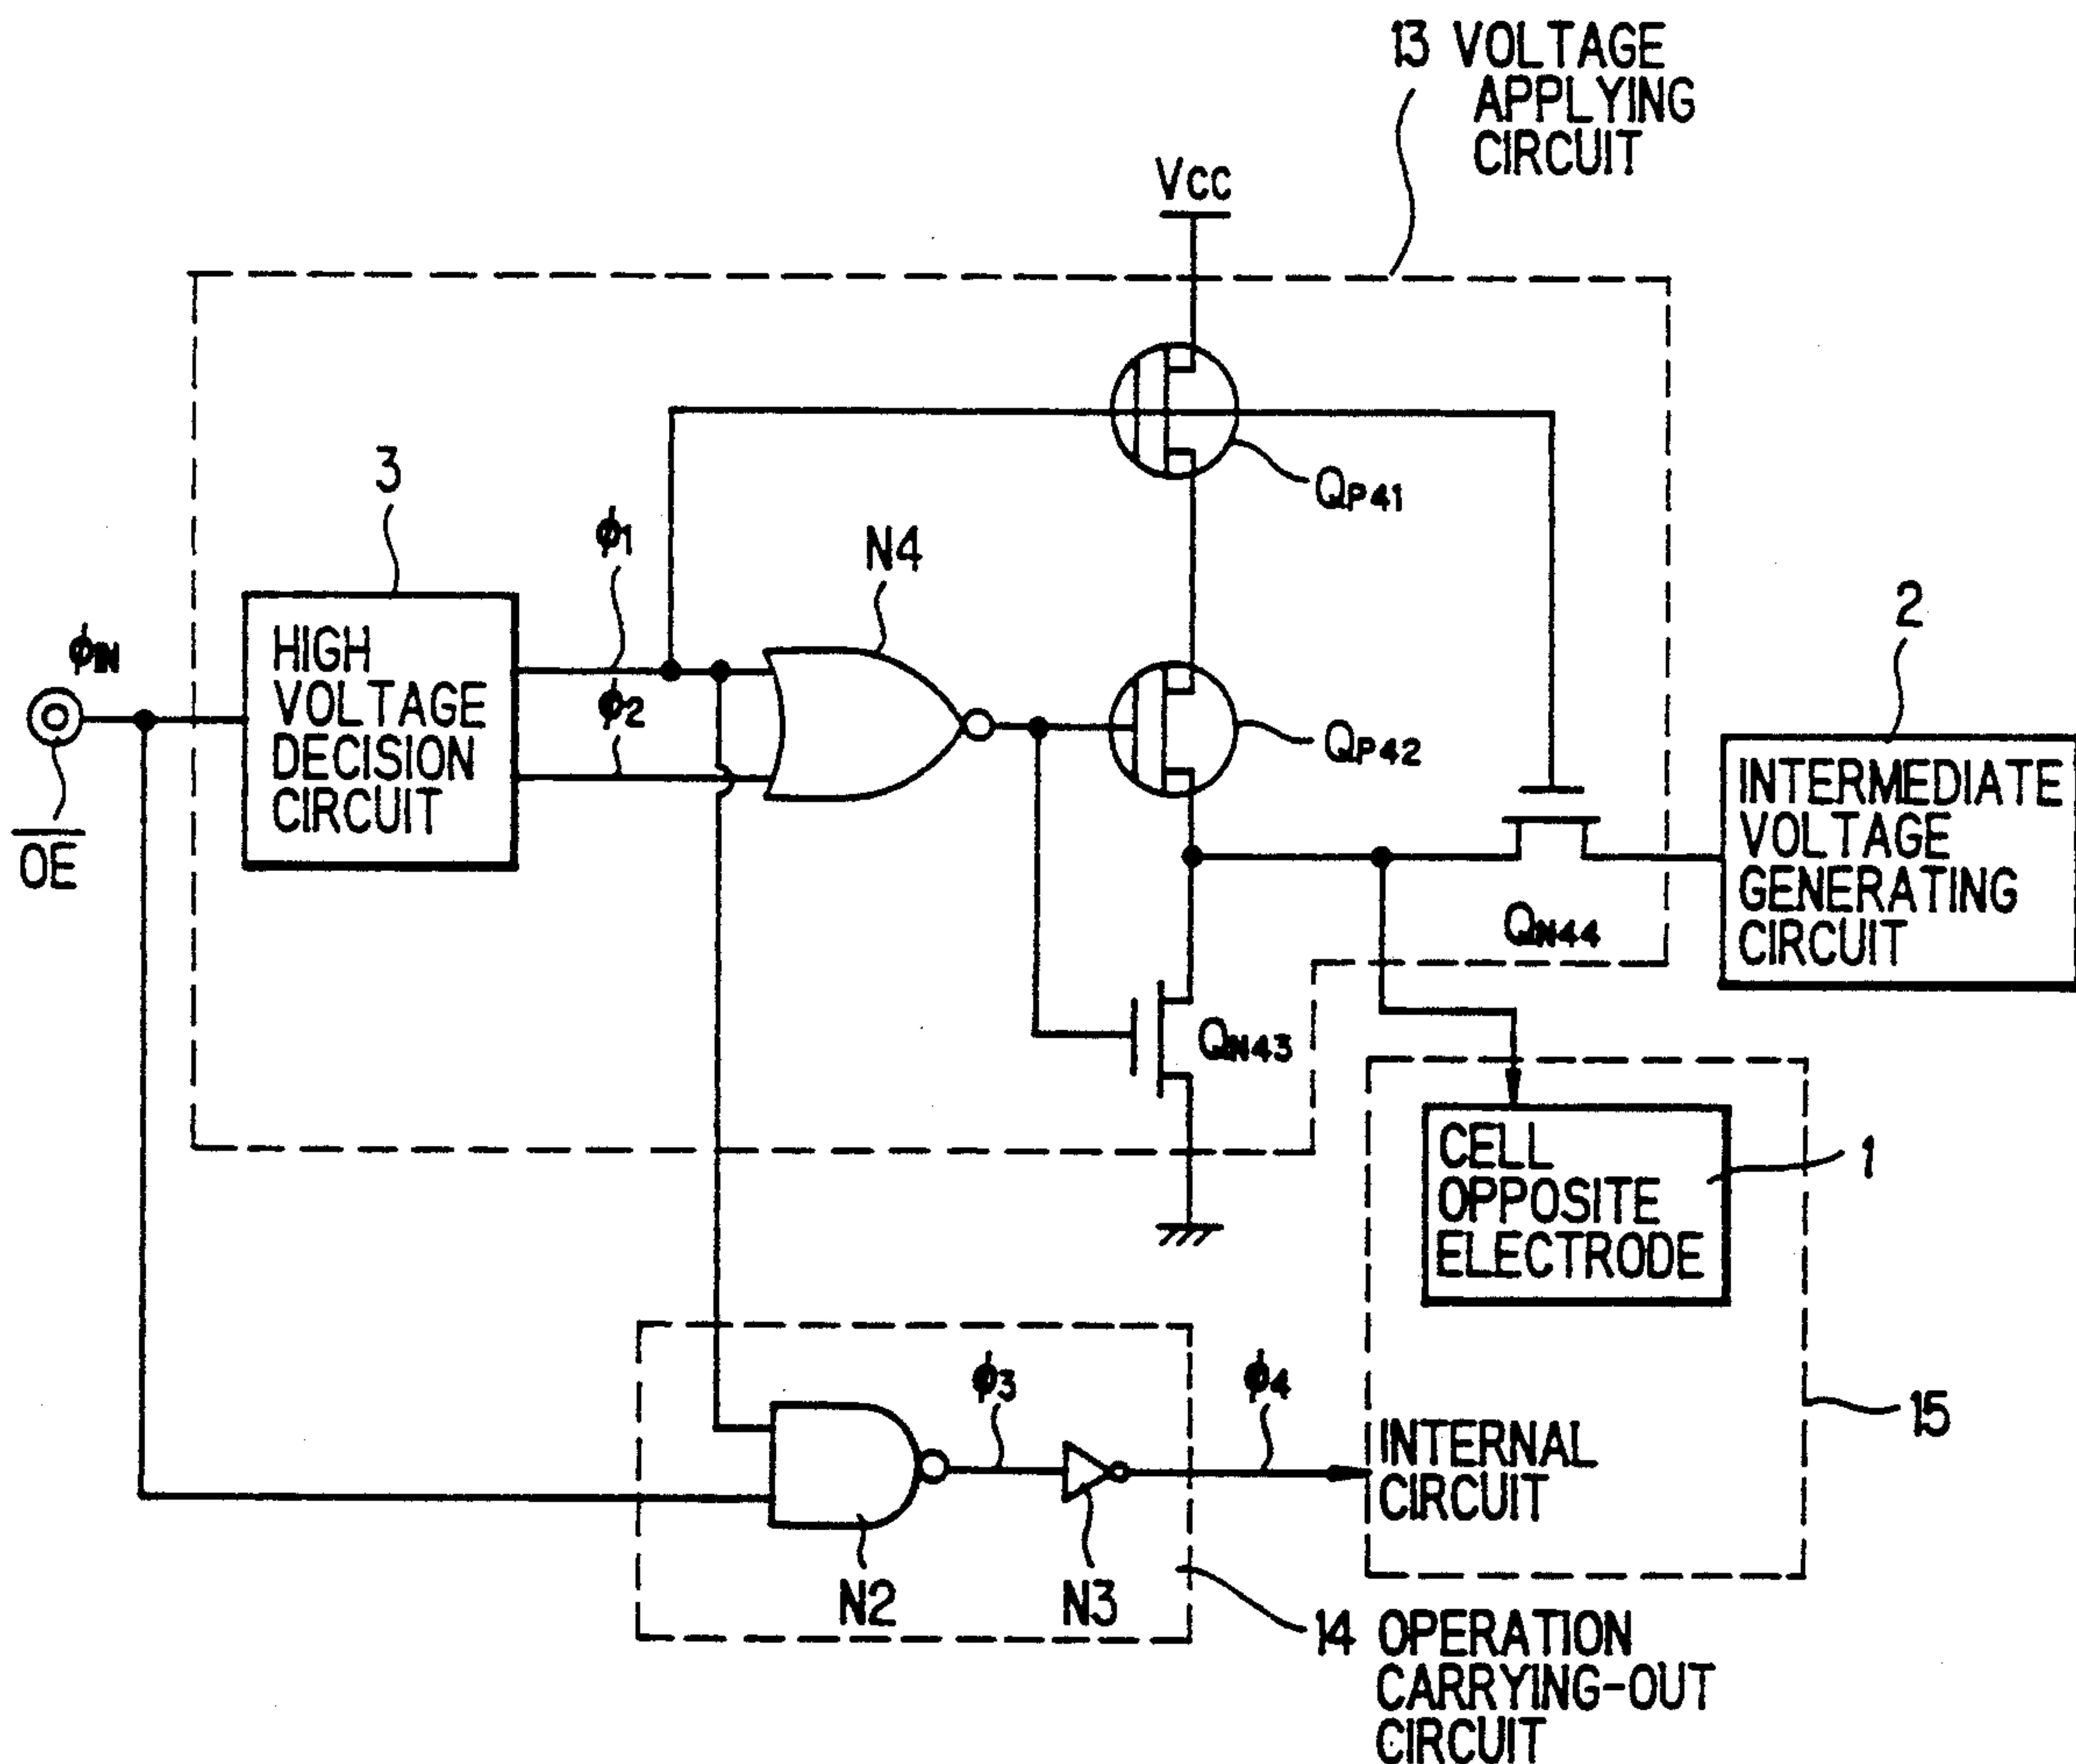 13 VOLTAGE
APPLYING
CIRCUIT
Vcc
3
ϕ1
N4
QP41
ϕIN
HIGH
VOLTAGE
DECISION
CIRCUIT
ϕ2
QP42
2
INTERMEDIATE
VOLTAGE
GENERATING
CIRCUIT
O̅E̅
QN44
QN43
CELL
OPPOSITE
ELECTRODE
1
ϕ3
ϕ4
15
INTERNAL
CIRCUIT
N2
N3
14 OPERATION
CARRYING-OUT
CIRCUIT